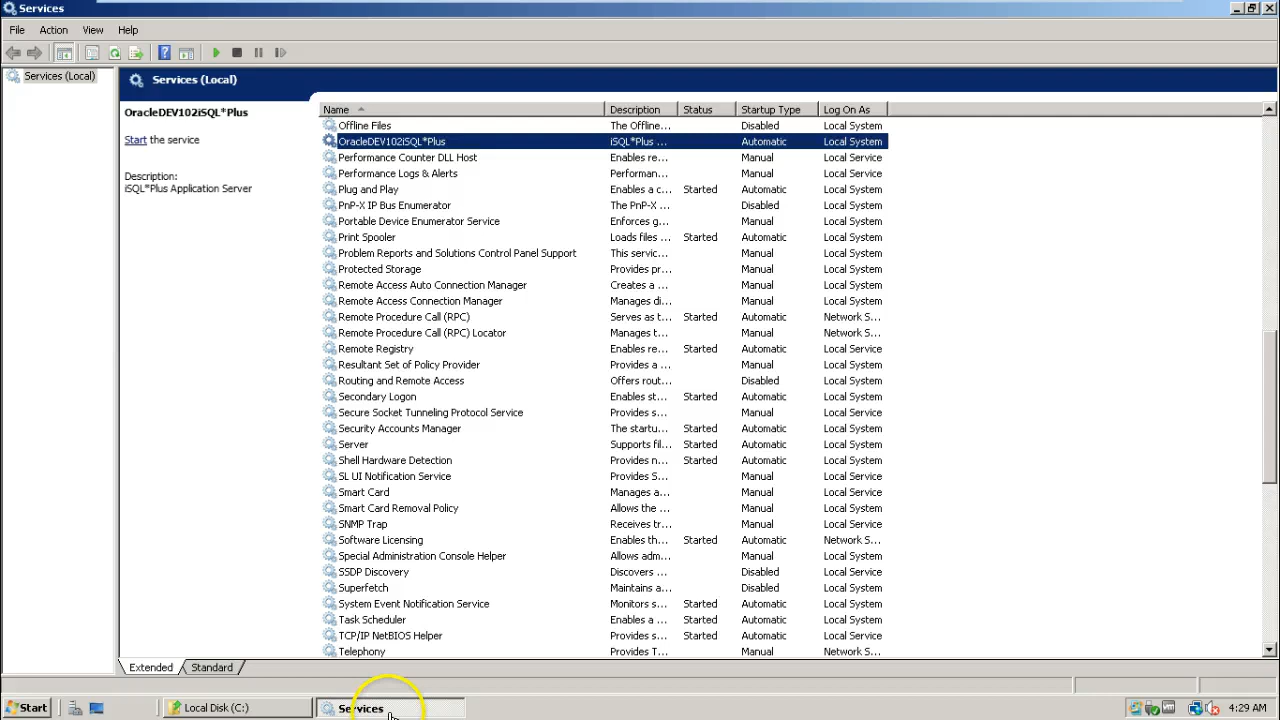 Services
File Action View Help
Services (Local)
Services (Local)
OracleDEV102iSQL*Plus
Start the service
Description:
iSQL*Plus Application Server
Name Description Status Startup Type Log On As
Offline Files The Offline... Disabled Local System
OracleDEV102iSQL*Plus iSQL*Plus ... Automatic Local System
Performance Counter DLL Host Enables re... Manual Local Service
Performance Logs & Alerts Performan... Manual Local Service
Plug and Play Enables a c... Started Automatic Local System
PnP-X IP Bus Enumerator The PnP-X ... Disabled Local System
Portable Device Enumerator Service Enforces g... Manual Local System
Print Spooler Loads files ... Started Automatic Local System
Problem Reports and Solutions Control Panel Support This servic... Manual Local System
Protected Storage Provides pr... Manual Local System
Remote Access Auto Connection Manager Creates a ... Manual Local System
Remote Access Connection Manager Manages di... Manual Local System
Remote Procedure Call (RPC) Serves as t... Started Automatic Network S...
Remote Procedure Call (RPC) Locator Manages t... Manual Network S...
Remote Registry Enables re... Started Automatic Local Service
Resultant Set of Policy Provider Provides a ... Manual Local System
Routing and Remote Access Offers rout... Disabled Local System
Secondary Logon Enables st... Started Automatic Local System
Secure Socket Tunneling Protocol Service Provides s... Manual Local Service
Security Accounts Manager The startu... Started Automatic Local System
Server Supports fil... Started Automatic Local System
Shell Hardware Detection Provides n... Started Automatic Local System
SL UI Notification Service Provides S... Manual Local Service
Smart Card Manages a... Manual Local Service
Smart Card Removal Policy Allows the ... Manual Local System
SNMP Trap Receives tr... Manual Local Service
Software Licensing Enables th... Started Automatic Network S...
Special Administration Console Helper Allows adm... Manual Local System
SSDP Discovery Discovers ... Disabled Local Service
Superfetch Maintains a... Disabled Local System
System Event Notification Service Monitors s... Started Automatic Local System
Task Scheduler Enables a ... Started Automatic Local System
TCP/IP NetBIOS Helper Provides s... Started Automatic Local Service
Telephony Provides T... Manual Network S...
Extended Standard
Start Local Disk (C:) Services 4:29 AM